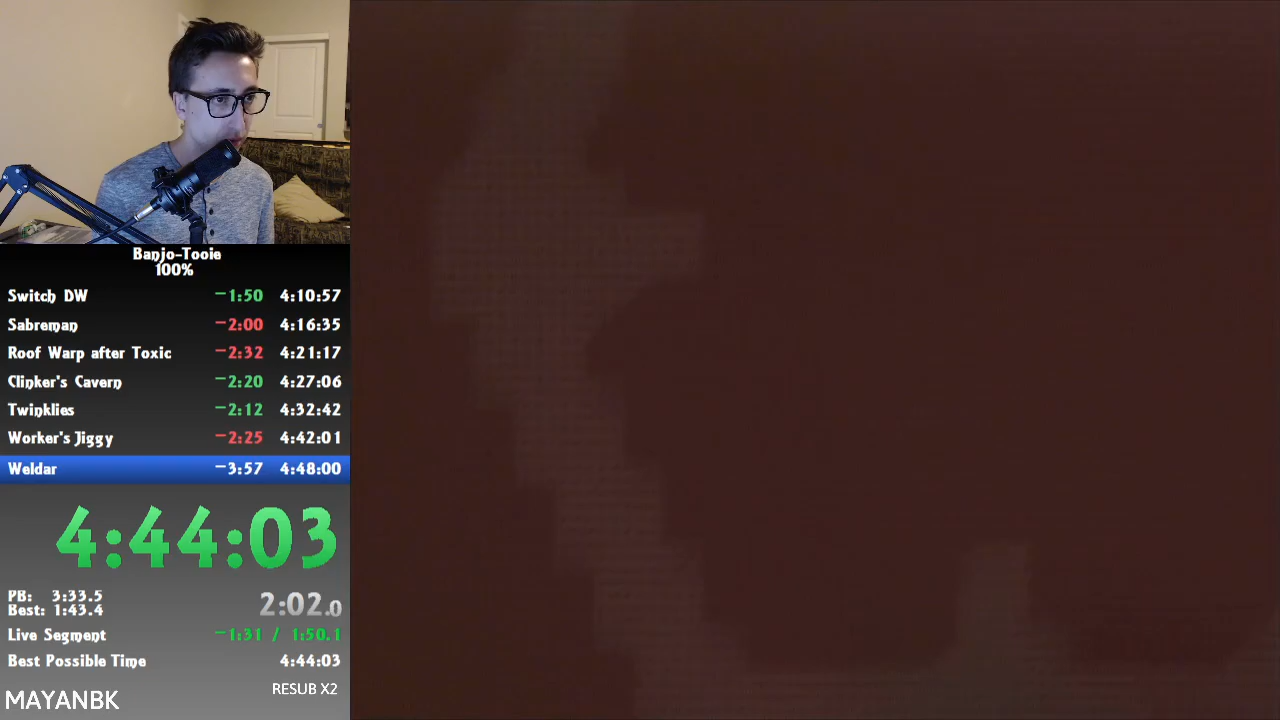 Banjo-Tooie
100%
Switch DW -1:50 4:10:57
Sabreman -2:00 4:16:35
Roof Warp after Toxic -2:32 4:21:17
Clinker's Cavern -2:20 4:27:06
Twinklies -2:12 4:32:42
Worker's Jiggy -2:25 4:42:01
Weldar -3:57 4:48:00
4:44:03
PB: 3:33.5
Best: 1:43.4
2:02.0
Live Segment -1:31 / 1:50.1
Best Possible Time 4:44:03
MAYANBK
RESUB X2